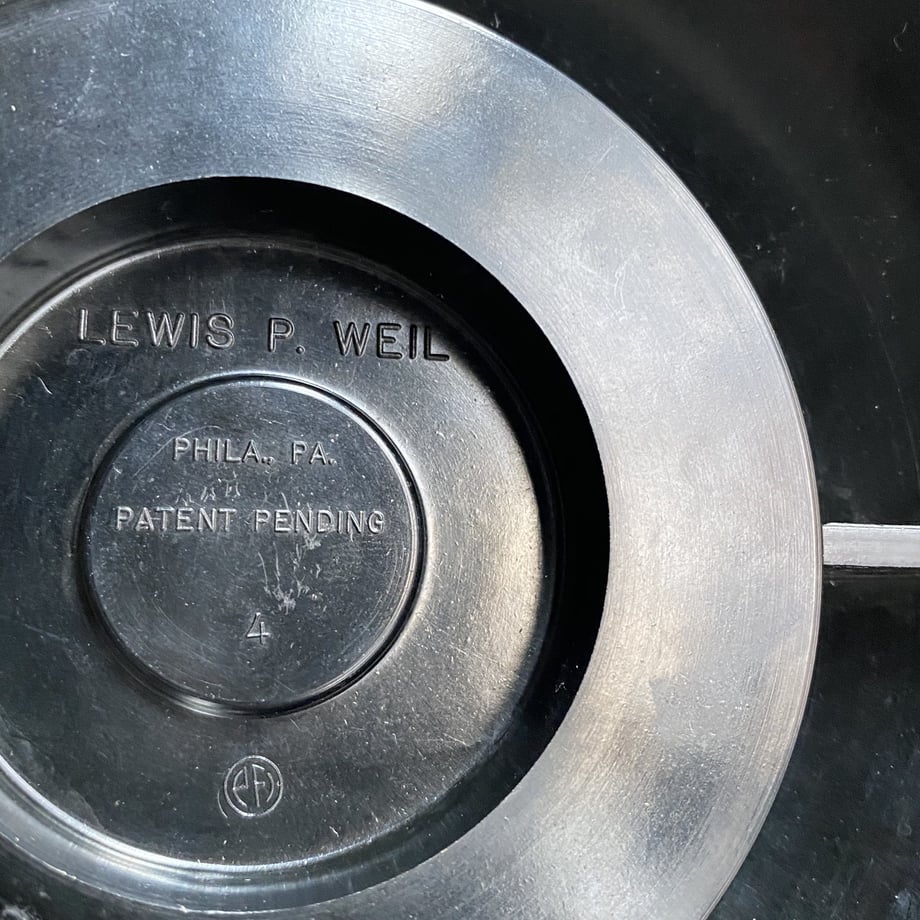 LEWIS P. WEIL
PHILA., PA.
PATENT PENDING
4